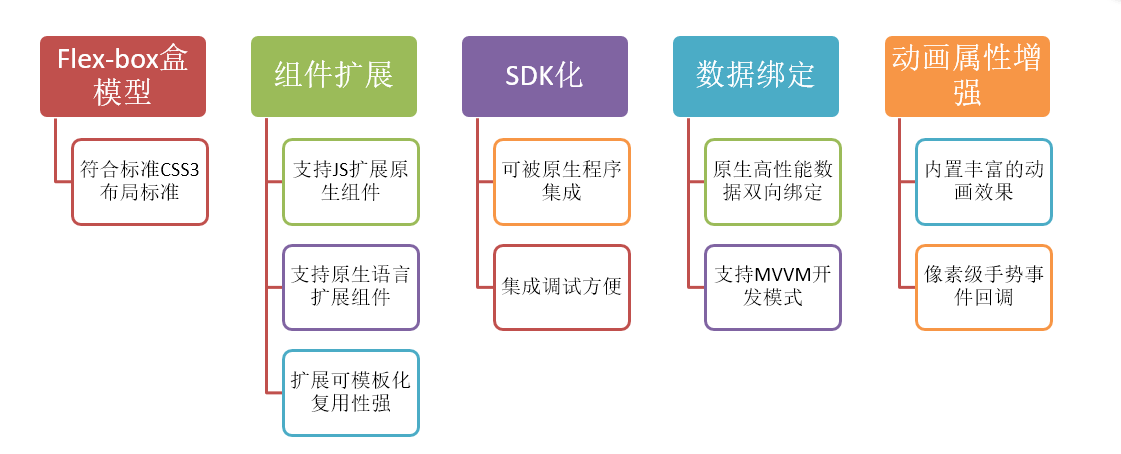 Flex-box盒
模型
符合标准CSS3
布局标准
组件扩展
支持JS扩展原
生组件
支持原生语言
扩展组件
扩展可模板化
复用性强
SDK化
可被原生程序
集成
集成调试方便
数据绑定
原生高性能数
据双向绑定
支持MVVM开
发模式
动画属性增
强
内置丰富的动
画效果
像素级手势事
件回调